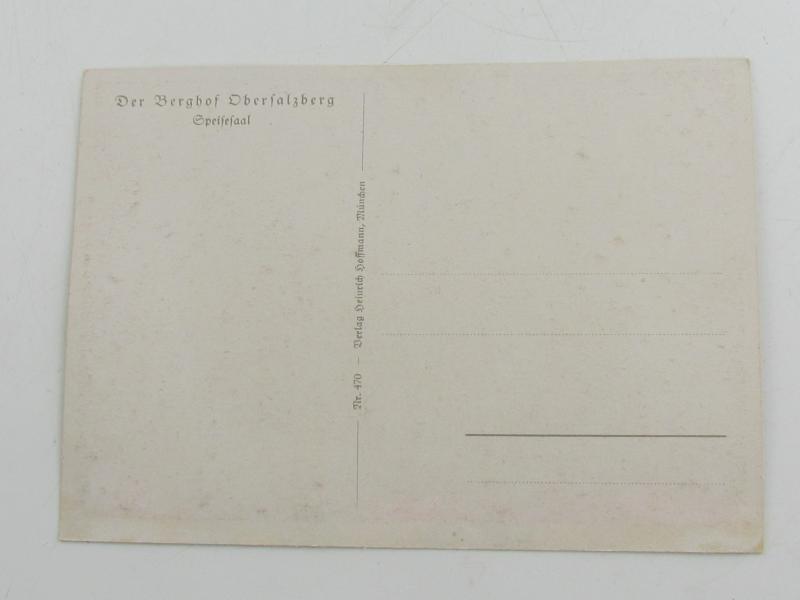 Der Berghof Oberſalzberg
Speiſeſaal
Nr. 470 – Verlag Heinrich Hoffmann, München